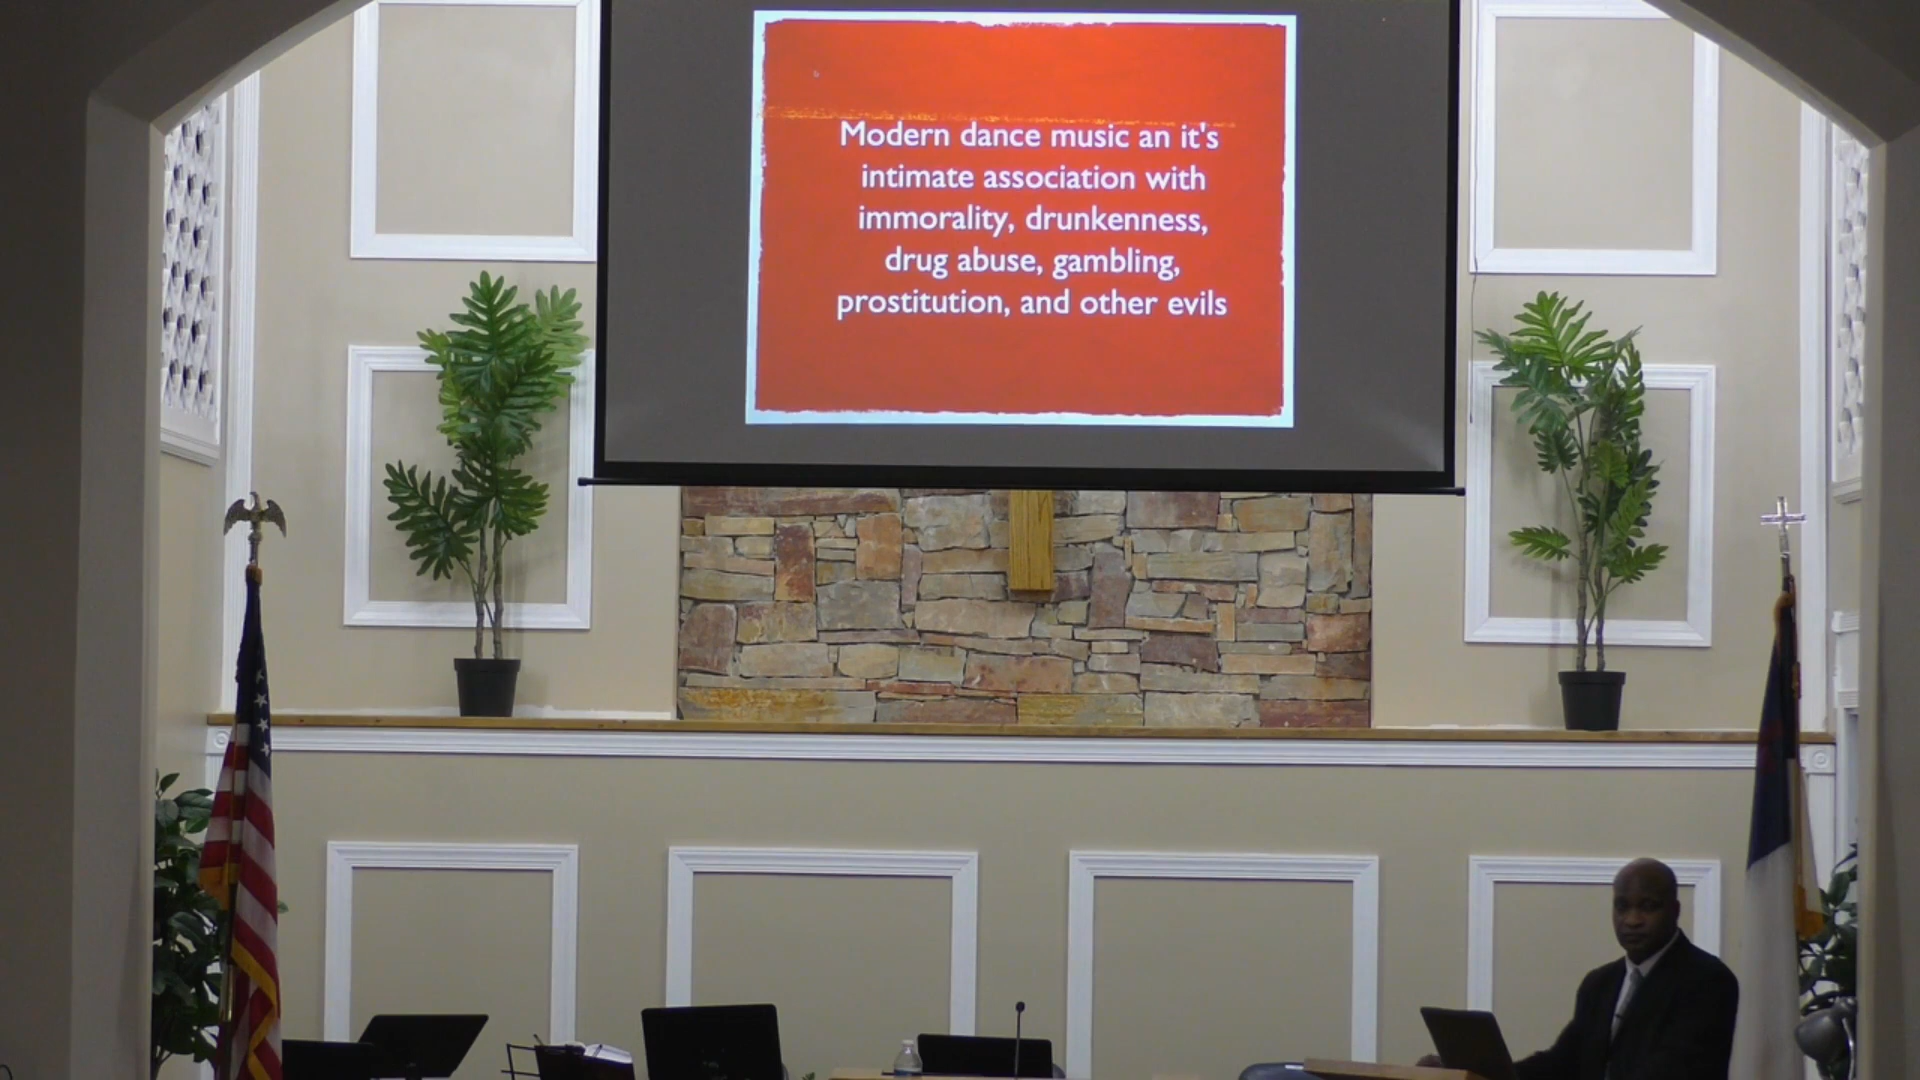 Modern dance music an it's
intimate association with
immorality, drunkenness,
drug abuse, gambling,
prostitution, and other evils